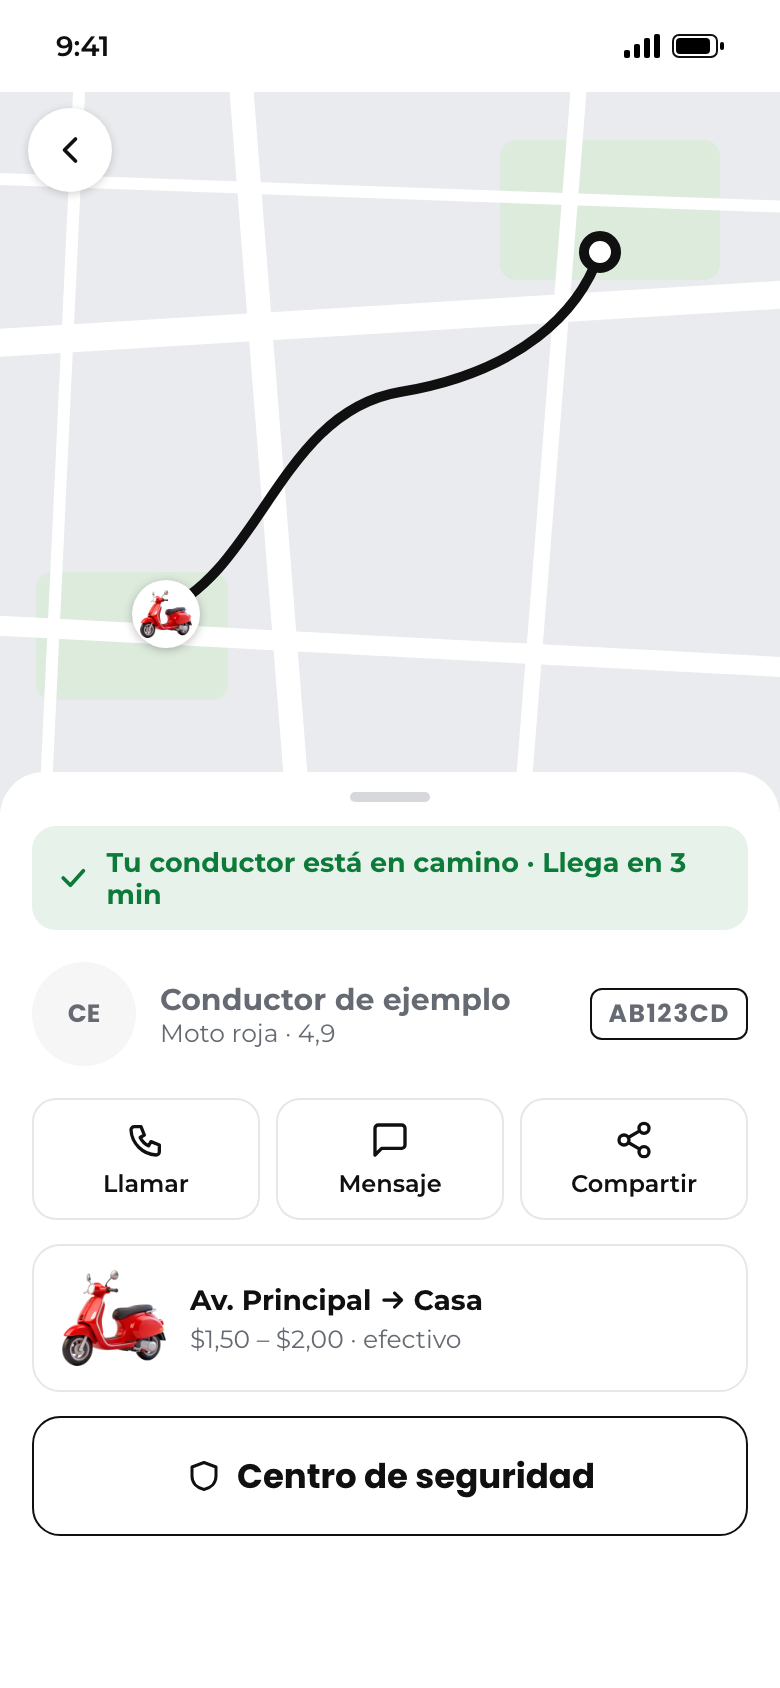 9:41
Tu conductor está en camino · Llega en 3
min
CE
Conductor de ejemplo
Moto roja · 4,9
AB123CD
Llamar
Mensaje
Compartir
Av. Principal → Casa
$1,50 – $2,00 · efectivo
Centro de seguridad